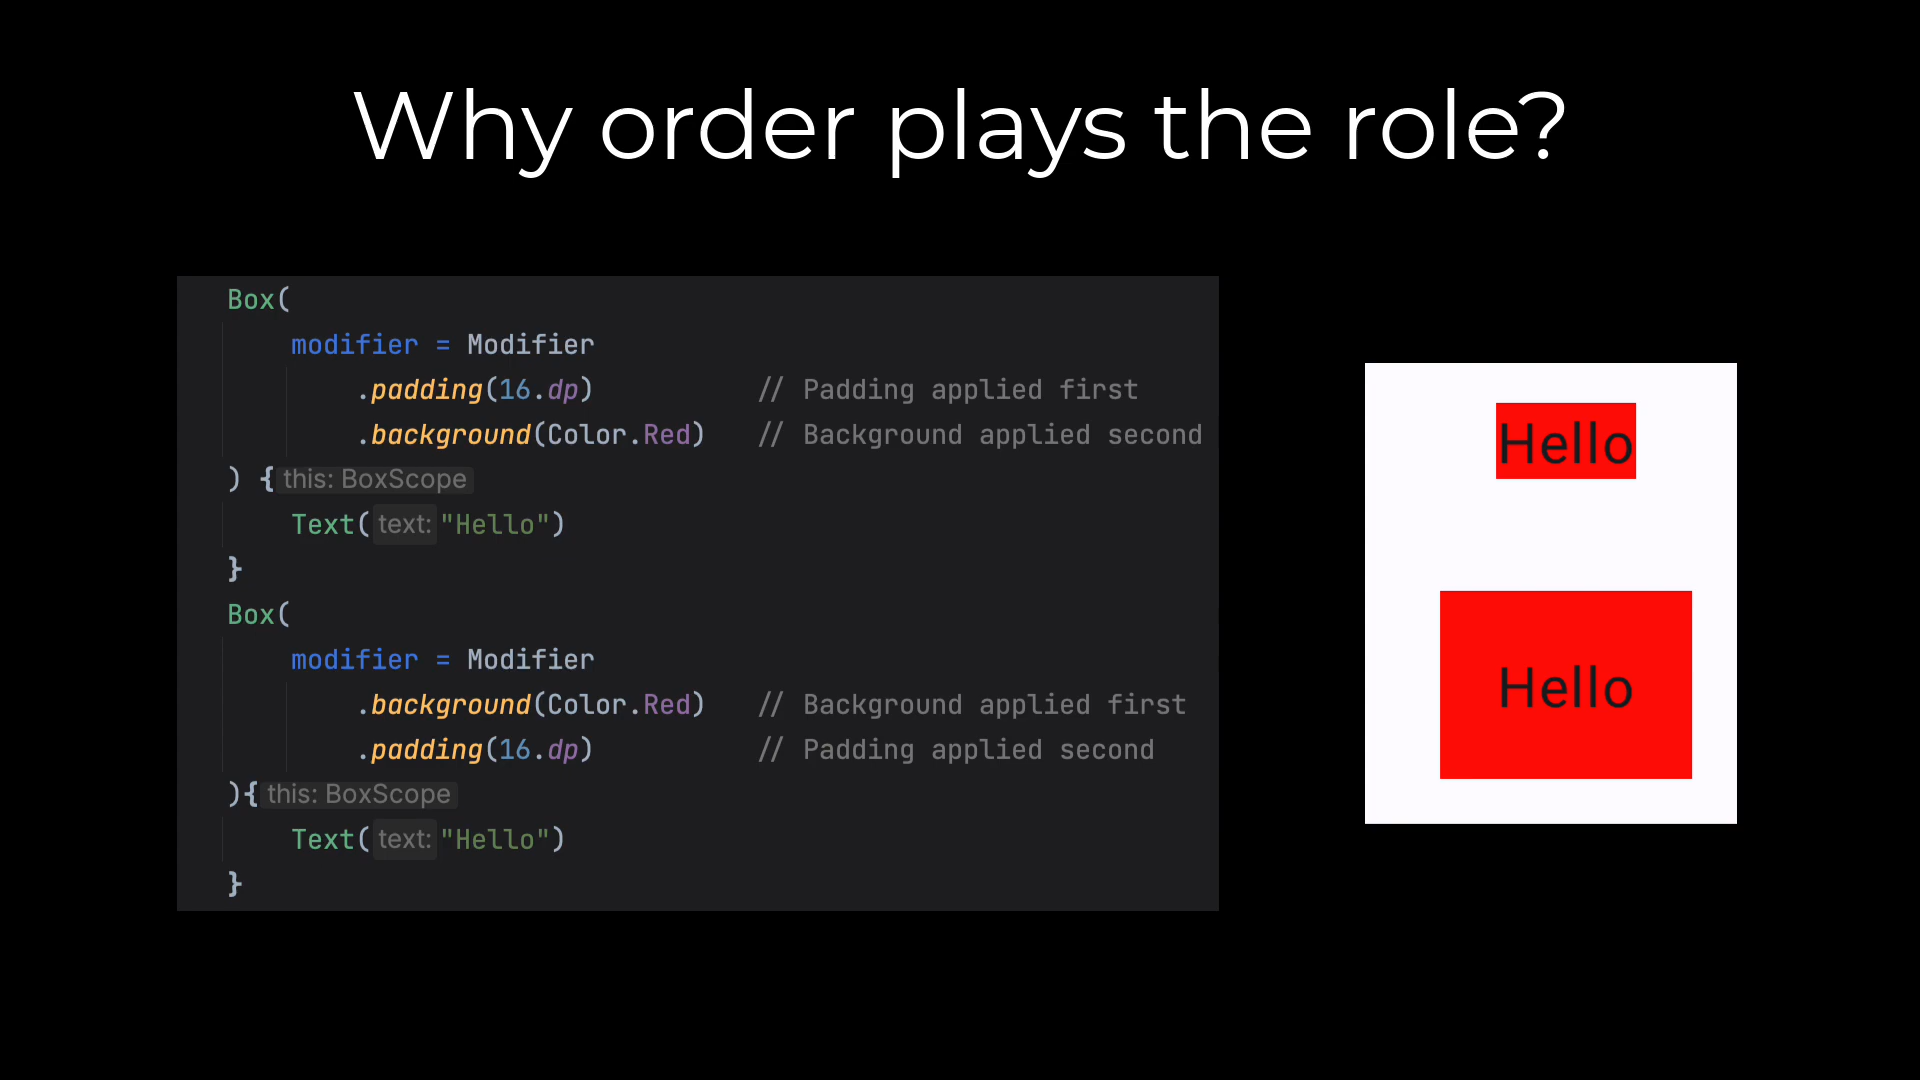 Why order plays the role?
Box(
modifier = Modifier
.padding(16.dp) // Padding applied first
.background(Color.Red) // Background applied second
) { this: BoxScope
Text( text: "Hello")
}
Box(
modifier = Modifier
.background(Color.Red) // Background applied first
.padding(16.dp) // Padding applied second
){ this: BoxScope
Text( text: "Hello")
}
Hello
Hello